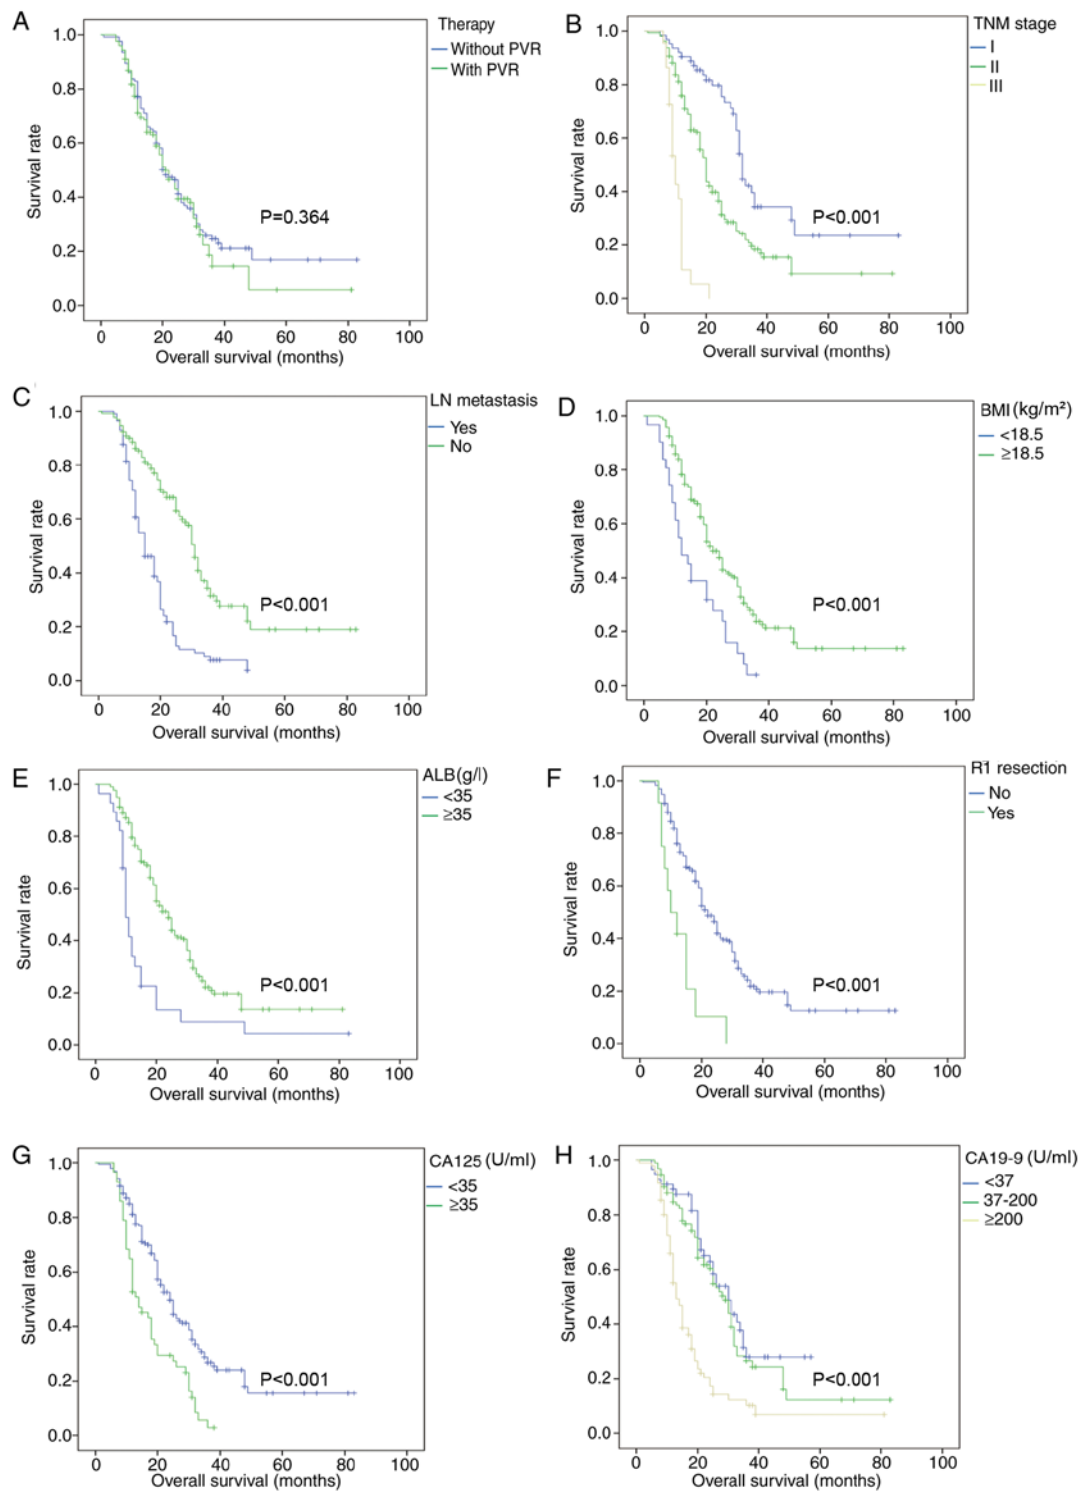 A
Therapy
Without PVR
With PVR
Survival rate
1.0
0.8
0.6
0.4
0.2
0.0
P=0.364
0 20 40 60 80 100
Overall survival (months)
B
TNM stage
I
II
III
Survival rate
1.0
0.8
0.6
0.4
0.2
0.0
P<0.001
0 20 40 60 80 100
Overall survival (months)
C
LN metastasis
Yes
No
Survival rate
1.0
0.8
0.6
0.4
0.2
0.0
P<0.001
0 20 40 60 80 100
Overall survival (months)
D
BMI (kg/m²)
<18.5
≥18.5
Survival rate
1.0
0.8
0.6
0.4
0.2
0.0
P<0.001
0 20 40 60 80 100
Overall survival (months)
E
ALB(g/l)
<35
≥35
Survival rate
1.0
0.8
0.6
0.4
0.2
0.0
P<0.001
0 20 40 60 80 100
Overall survival (months)
F
R1 resection
No
Yes
Survival rate
1.0
0.8
0.6
0.4
0.2
0.0
P<0.001
0 20 40 60 80 100
Overall survival (months)
G
CA125 (U/ml)
<35
≥35
Survival rate
1.0
0.8
0.6
0.4
0.2
0.0
P<0.001
0 20 40 60 80 100
Overall survival (months)
H
CA19-9 (U/ml)
<37
37-200
≥200
Survival rate
1.0
0.8
0.6
0.4
0.2
0.0
P<0.001
0 20 40 60 80 100
Overall survival (months)